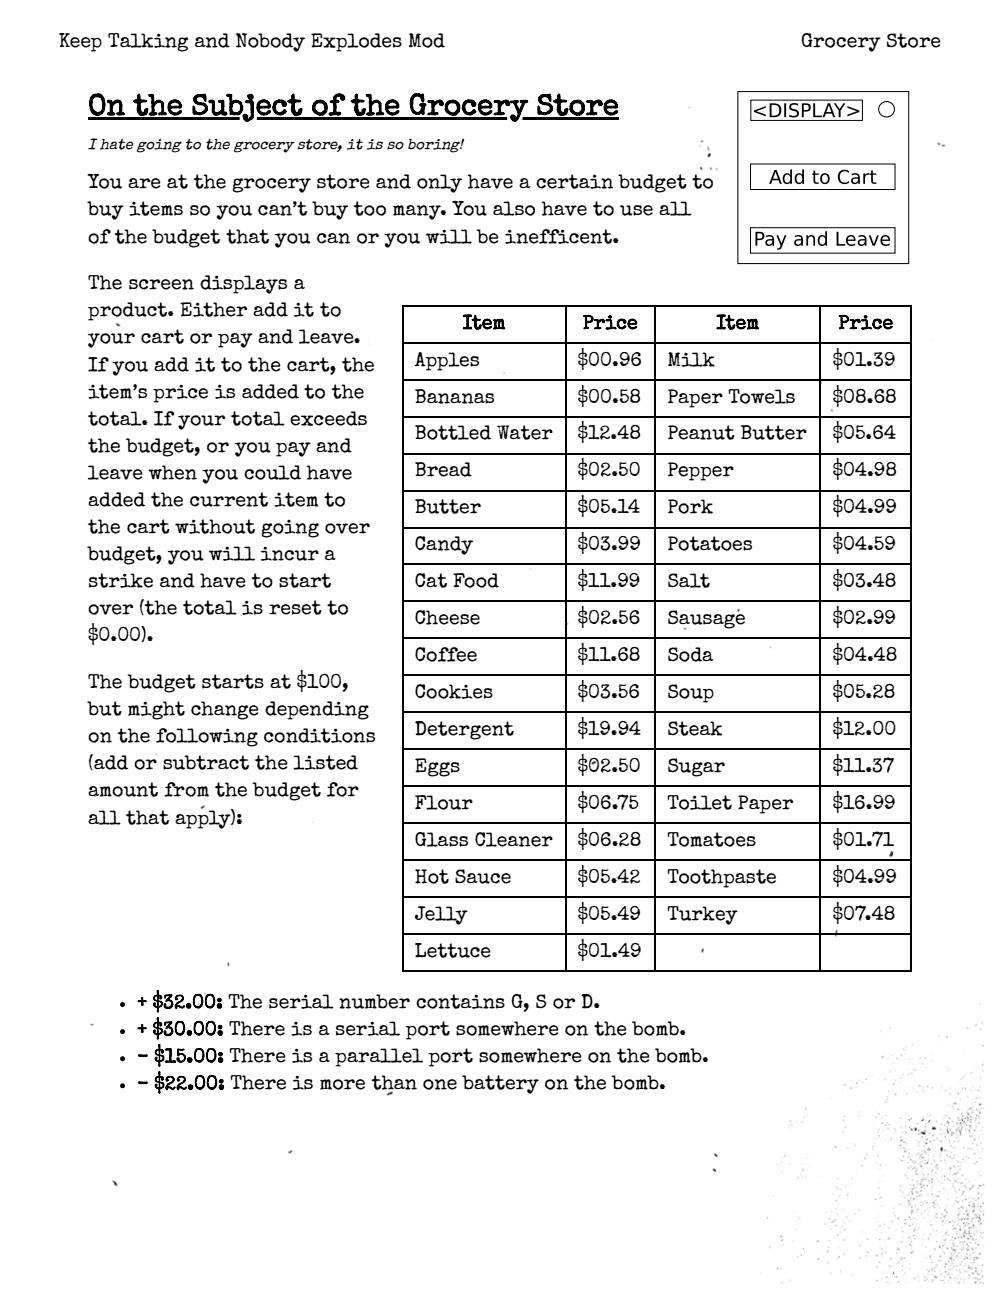 Keep Talking and Nobody Explodes Mod Grocery Store
On the Subject of the Grocery Store
I hate going to the grocery store, it is so boring!
You are at the grocery store and only have a certain budget to
buy items so you can't buy too many. You also have to use all
of the budget that you can or you will be inefficent.
<DISPLAY>
Add to Cart
Pay and Leave
The screen displays a
product. Either add it to
your cart or pay and leave.
If you add it to the cart, the
item's price is added to the
total. If your total exceeds
the budget, or you pay and
leave when you could have
added the current item to
the cart without going over
budget, you will incur a
strike and have to start
over (the total is reset to
$0.00).
The budget starts at $100,
but might change depending
on the following conditions
(add or subtract the listed
amount from the budget for
all that apply):
Item Price Item Price
Apples $00.96 Milk $01.39
Bananas $00.58 Paper Towels $08.68
Bottled Water $12.48 Peanut Butter $05.64
Bread $02.50 Pepper $04.98
Butter $05.14 Pork $04.99
Candy $03.99 Potatoes $04.59
Cat Food $11.99 Salt $03.48
Cheese $02.56 Sausage $02.99
Coffee $11.68 Soda $04.48
Cookies $03.56 Soup $05.28
Detergent $19.94 Steak $12.00
Eggs $02.50 Sugar $11.37
Flour $06.75 Toilet Paper $16.99
Glass Cleaner $06.28 Tomatoes $01.71
Hot Sauce $05.42 Toothpaste $04.99
Jelly $05.49 Turkey $07.48
Lettuce $01.49
• + $32.00: The serial number contains G, S or D.
• + $30.00: There is a serial port somewhere on the bomb.
• − $15.00: There is a parallel port somewhere on the bomb.
• − $22.00: There is more than one battery on the bomb.